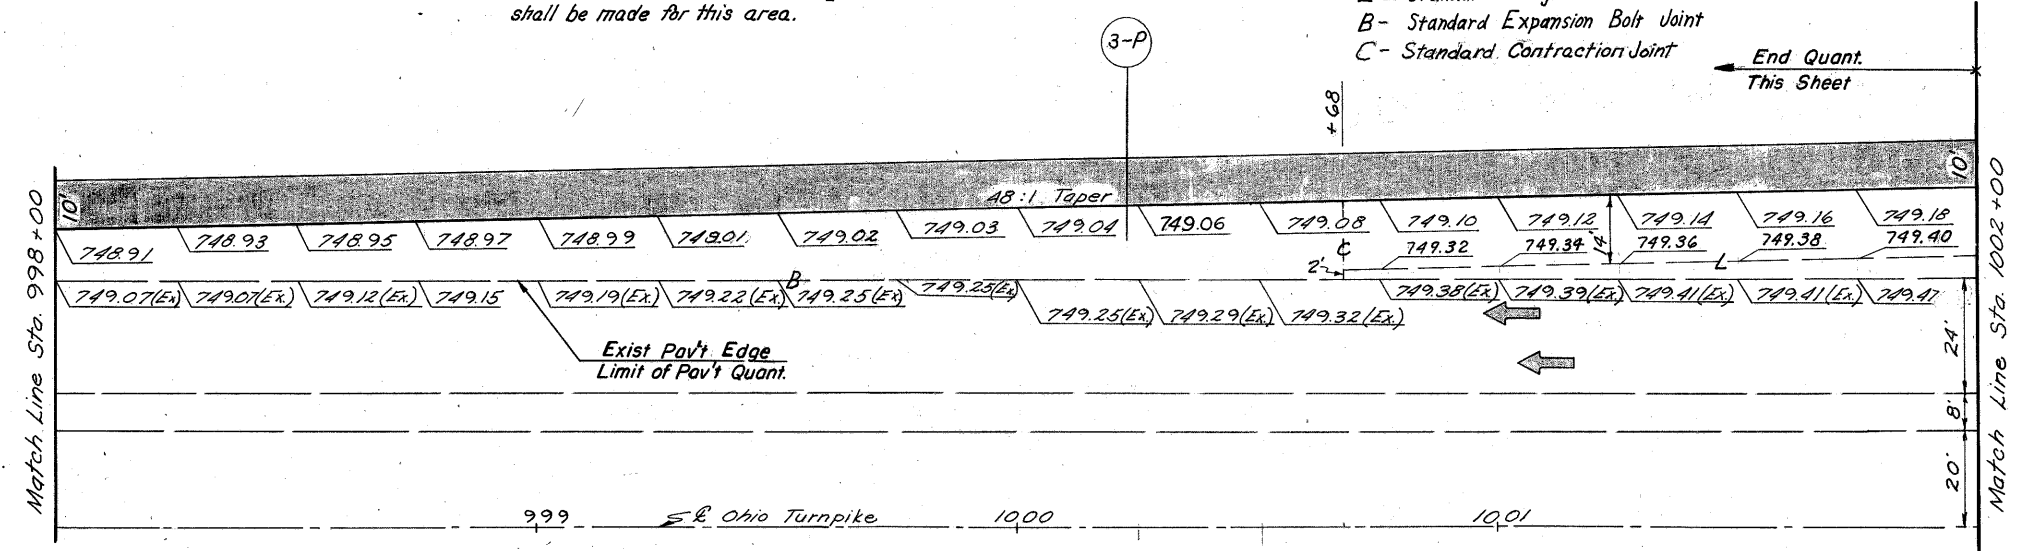 shall be made for this area.
B- Standard Expansion Bolt Joint
C- Standard Contraction Joint
3-P
End Quant.
This Sheet
+68
Match Line Sta. 998+00
10'
48:1 Taper
10'
748.91
748.93
748.95
748.97
748.99
749.01
749.02
749.03
749.04
749.06
749.08
749.10
749.12
749.14
749.16
749.18
14'
℄
2'
749.32
749.34
749.36
749.38
749.40
L
B
749.07(Ex)
749.07(Ex.)
749.12(Ex.)
749.15
749.19(Ex.)
749.22(Ex.)
749.25(Ex)
749.25(Ex)
749.25(Ex.)
749.29(Ex.)
749.32(Ex.)
749.38(Ex)
749.39(Ex.)
749.41(Ex.)
749.41(Ex.)
749.47
Exist Pav't. Edge
Limit of Pav't Quant.
24'
8'
20'
999
℄ Ohio Turnpike
1000
1001
Match Line Sta. 1002+00